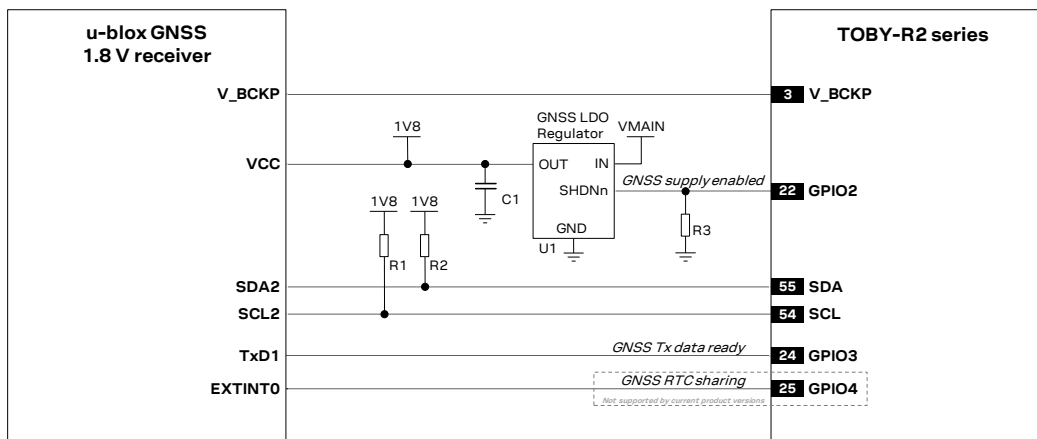 u-blox GNSS
1.8 V receiver
TOBY-R2 series
V_BCKP
3 V_BCKP
GNSS LDO
Regulator
VMAIN
1V8
VCC
OUT
IN
GNSS supply enabled
SHDNn
22 GPIO2
C1
1V8
1V8
R3
GND
U1
R1
R2
SDA2
55 SDA
SCL2
54 SCL
TxD1
GNSS Tx data ready
24 GPIO3
EXTINT0
GNSS RTC sharing
25 GPIO4
Not supported by current product versions